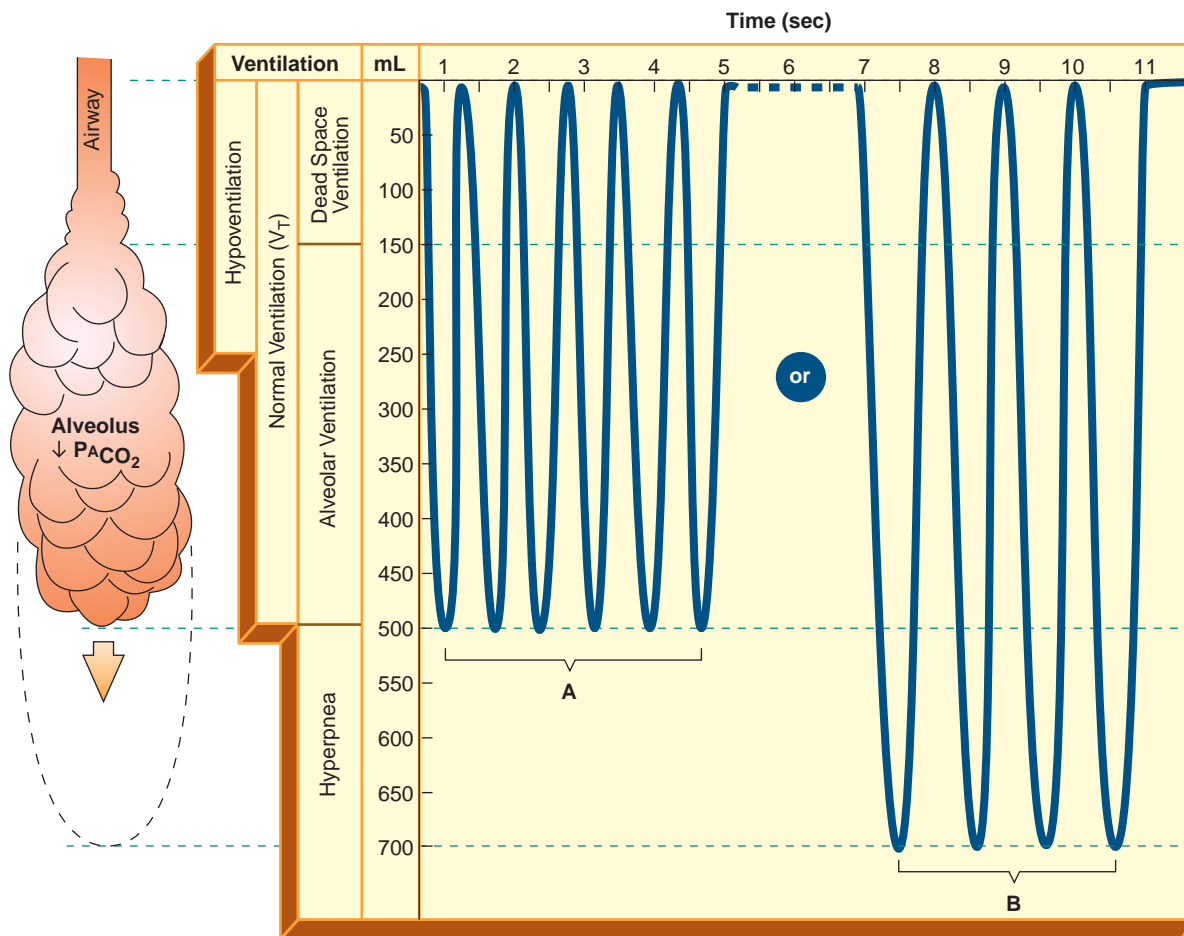 Time (sec)
Ventilation mL 1 2 3 4 5 6 7 8 9 10 11
Airway
Hypoventilation
Normal Ventilation (VT)
Dead Space
Ventilation
Alveolar Ventilation
Hyperpnea
50
100
150
200
250
300
350
400
450
500
550
600
650
700
Alveolus
↓ PACO2
or
A
B